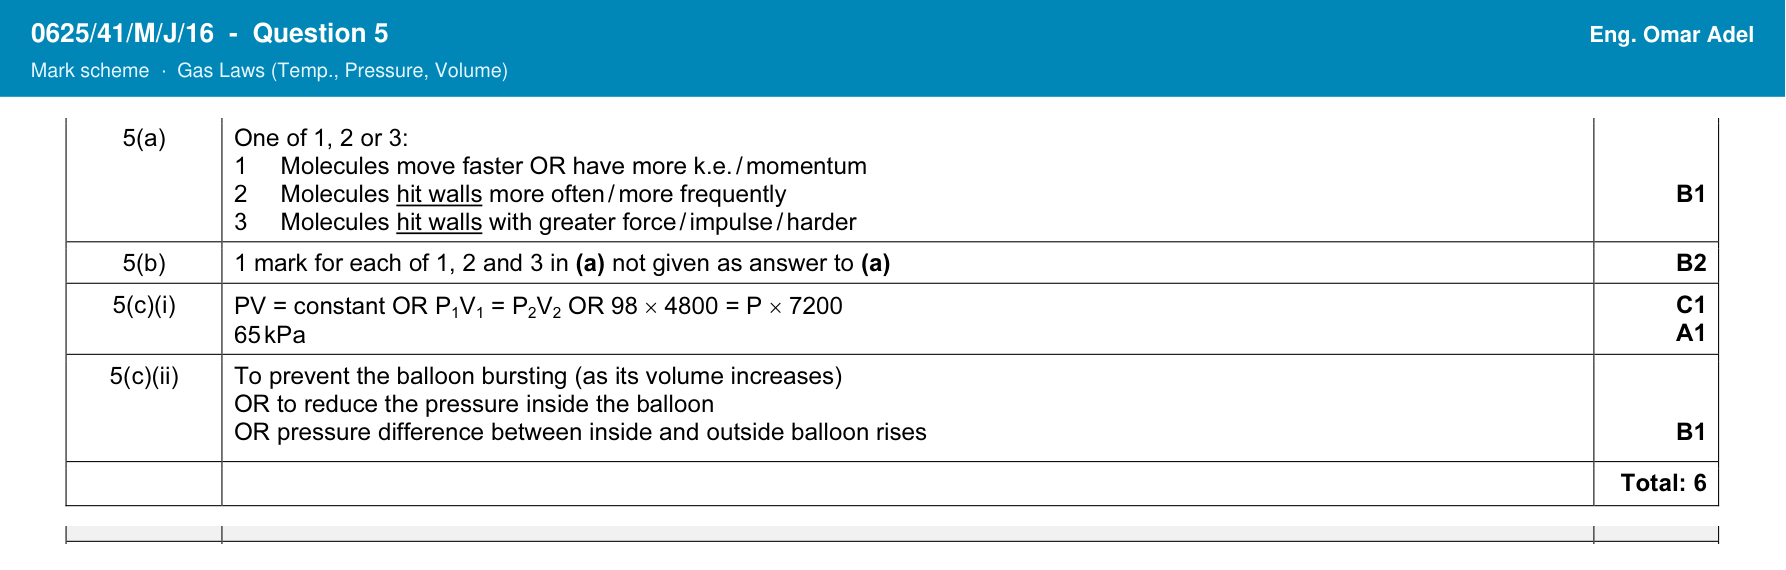 0625/41/M/J/16 - Question 5
Eng. Omar Adel
Mark scheme · Gas Laws (Temp., Pressure, Volume)
5(a) One of 1, 2 or 3:
1 Molecules move faster OR have more k.e./momentum
2 Molecules hit walls more often/more frequently B1
3 Molecules hit walls with greater force/impulse/harder
5(b) 1 mark for each of 1, 2 and 3 in (a) not given as answer to (a) B2
5(c)(i) PV = constant OR P₁V₁ = P₂V₂ OR 98 × 4800 = P × 7200 C1
65 kPa A1
5(c)(ii) To prevent the balloon bursting (as its volume increases)
OR to reduce the pressure inside the balloon
OR pressure difference between inside and outside balloon rises B1
Total: 6